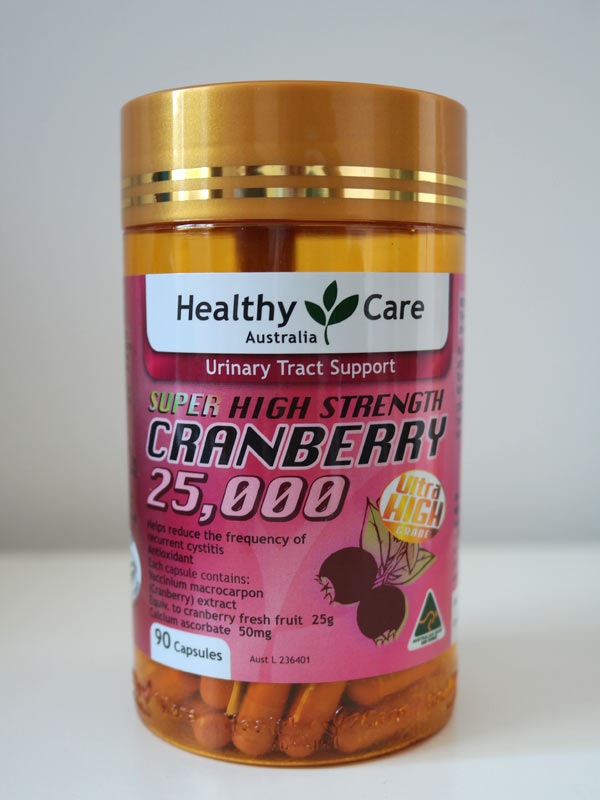 Healthy Care
Australia
Urinary Tract Support
SUPER HIGH STRENGTH
CRANBERRY
25,000
Ultra
HIGH
GRADE
Helps reduce the frequency of
recurrent cystitis
Antioxidant
Each capsule contains:
Vaccinium macrocarpon
(Cranberry) extract
Equiv. to cranberry fresh fruit 25g
Calcium ascorbate 50mg
90 Capsules
Aust L 236401